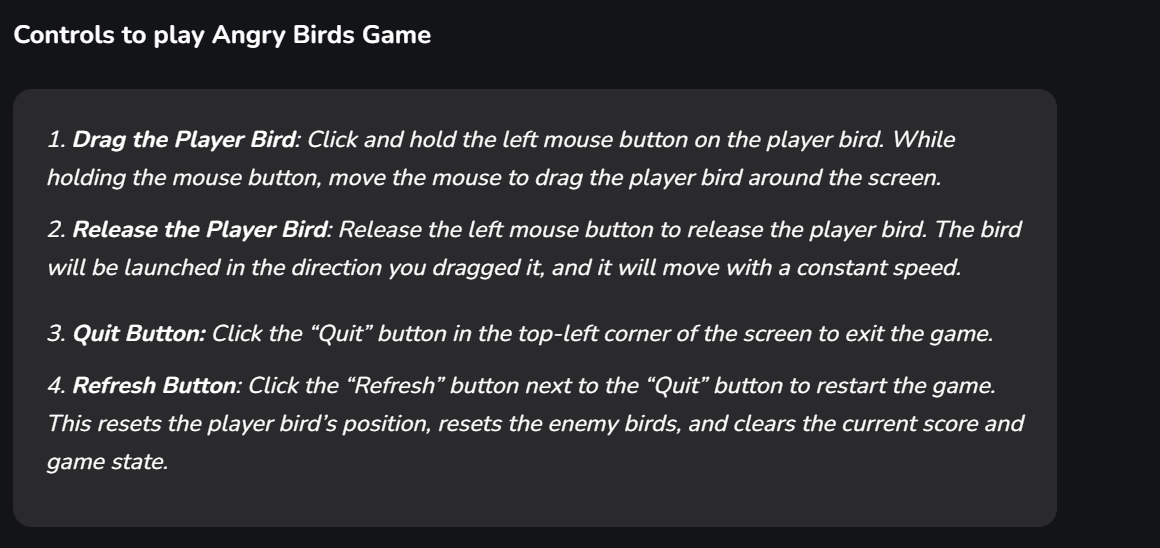 Controls to play Angry Birds Game
1. Drag the Player Bird: Click and hold the left mouse button on the player bird. While
holding the mouse button, move the mouse to drag the player bird around the screen.
2. Release the Player Bird: Release the left mouse button to release the player bird. The bird
will be launched in the direction you dragged it, and it will move with a constant speed.
3. Quit Button: Click the “Quit” button in the top-left corner of the screen to exit the game.
4. Refresh Button: Click the “Refresh” button next to the “Quit” button to restart the game.
This resets the player bird’s position, resets the enemy birds, and clears the current score and
game state.